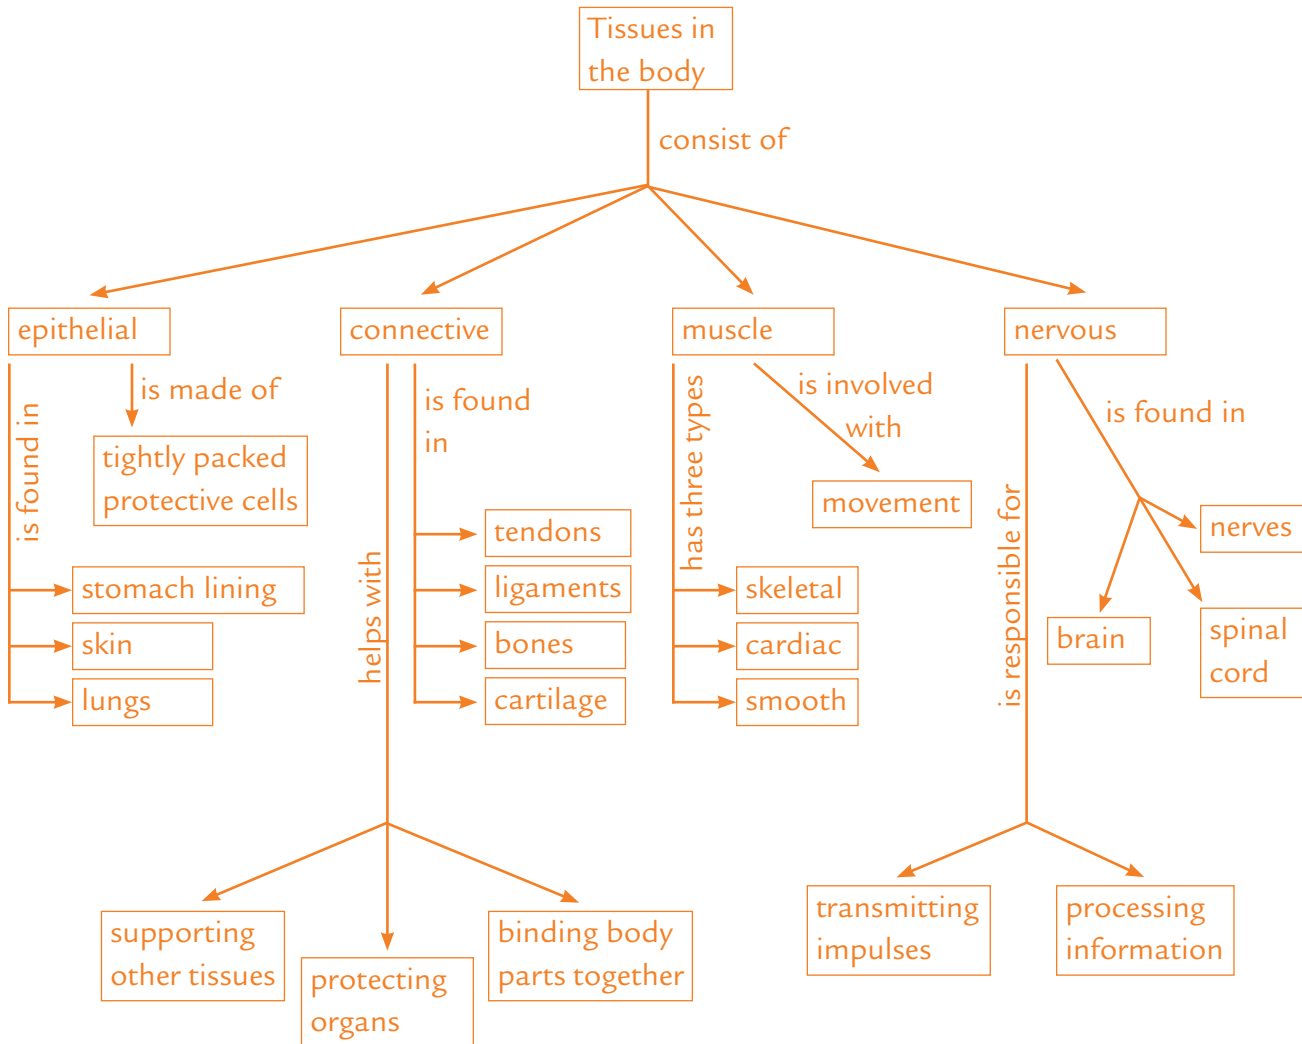 Tissues in
the body
consist of
epithelial
connective
muscle
nervous
is found in
is made of
tightly packed
protective cells
stomach lining
skin
lungs
helps with
is found
in
tendons
ligaments
bones
cartilage
supporting
other tissues
protecting
organs
binding body
parts together
has three types
is involved
with
movement
skeletal
cardiac
smooth
is responsible for
is found in
nerves
brain
spinal
cord
transmitting
impulses
processing
information